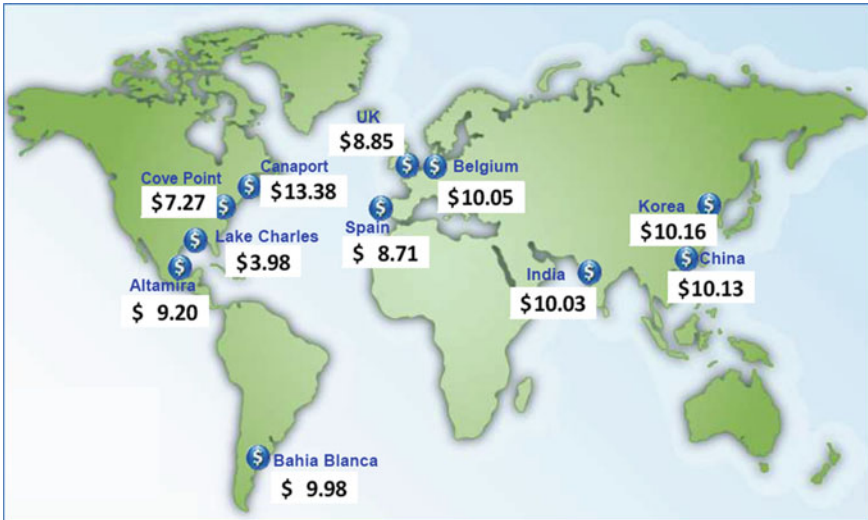 UK
$8.85
Canaport
$13.38
Cove Point
$7.27
Belgium
$10.05
Korea
$10.16
Lake Charles
$3.98
Spain
$ 8.71
China
$10.13
India
$10.03
Altamira
$ 9.20
Bahia Blanca
$ 9.98